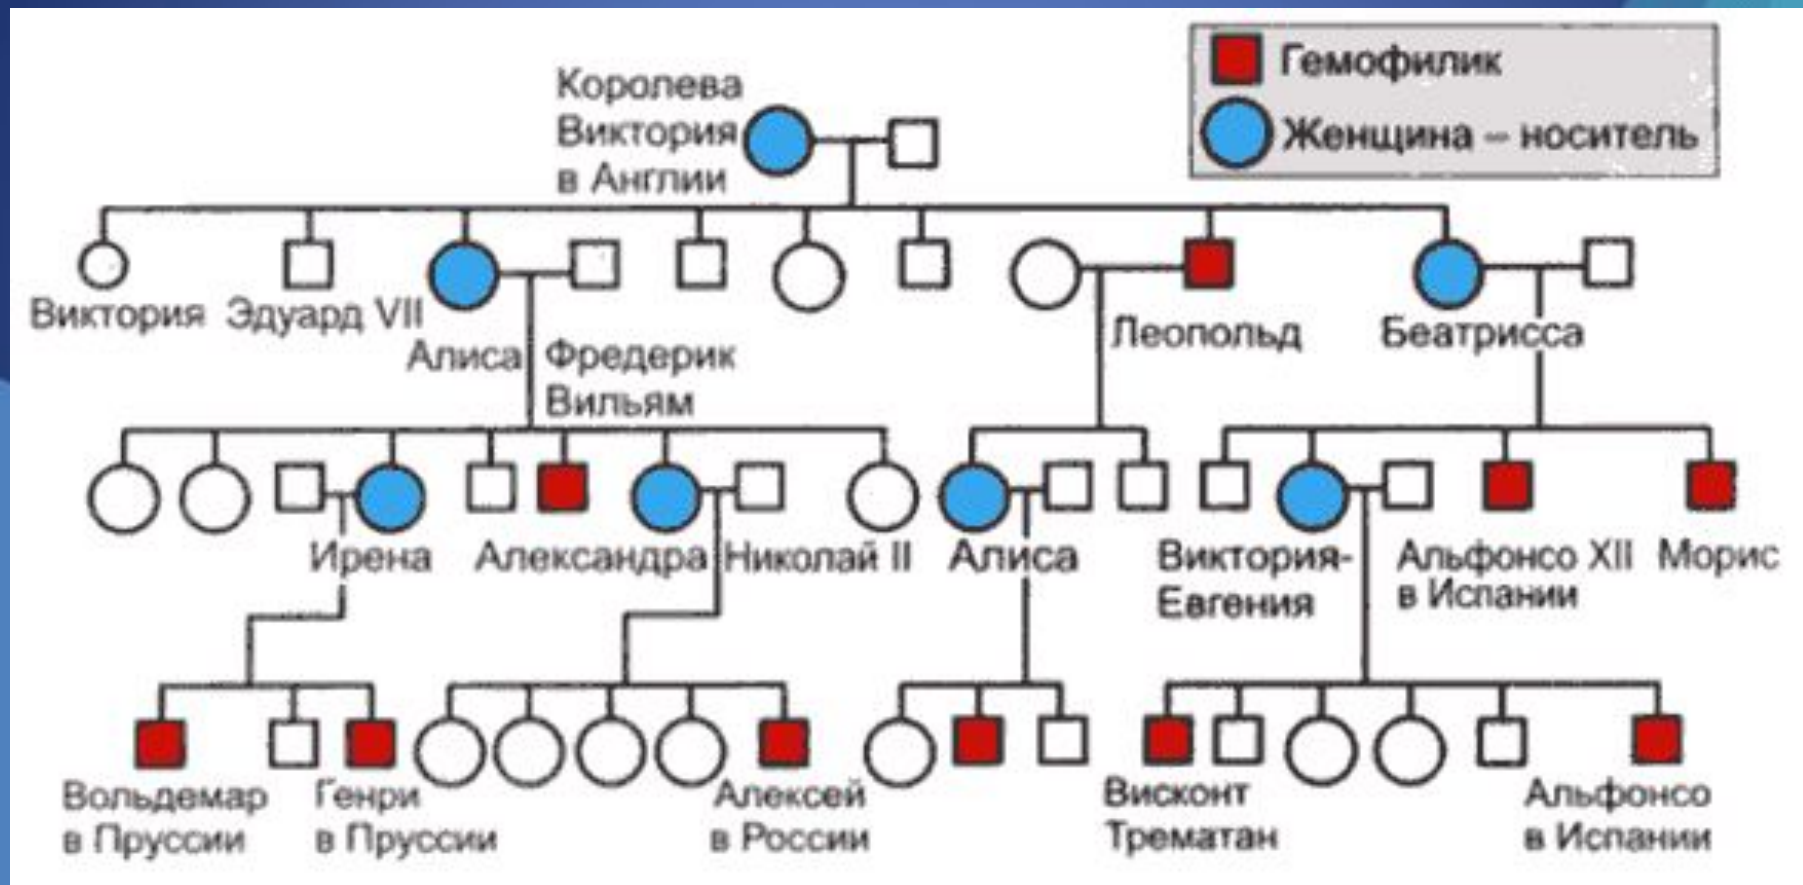 Гемофилик
Женщина – носитель
Королева
Виктория
в Англии
Виктория
Эдуард VII
Алиса
Фредерик
Вильям
Леопольд
Беатрисса
Ирена
Александра
Николай II
Алиса
Виктория-
Евгения
Альфонсо XII
в Испании
Морис
Вольдемар
в Пруссии
Генри
в Пруссии
Алексей
в России
Висконт
Трематан
Альфонсо
в Испании